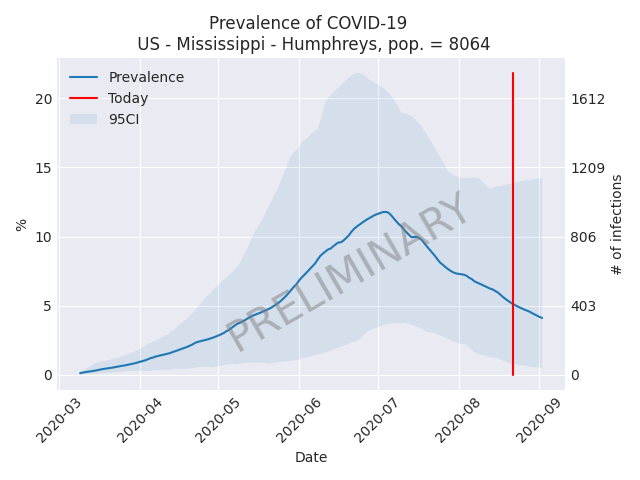 Prevalence of COVID-19
US - Mississippi - Humphreys, pop. = 8064
Prevalence
Today
95CI
20
15
10
5
0
%
1612
1209
806
403
0
# of infections
PRELIMINARY
2020-03
2020-04
2020-05
2020-06
2020-07
2020-08
2020-09
Date